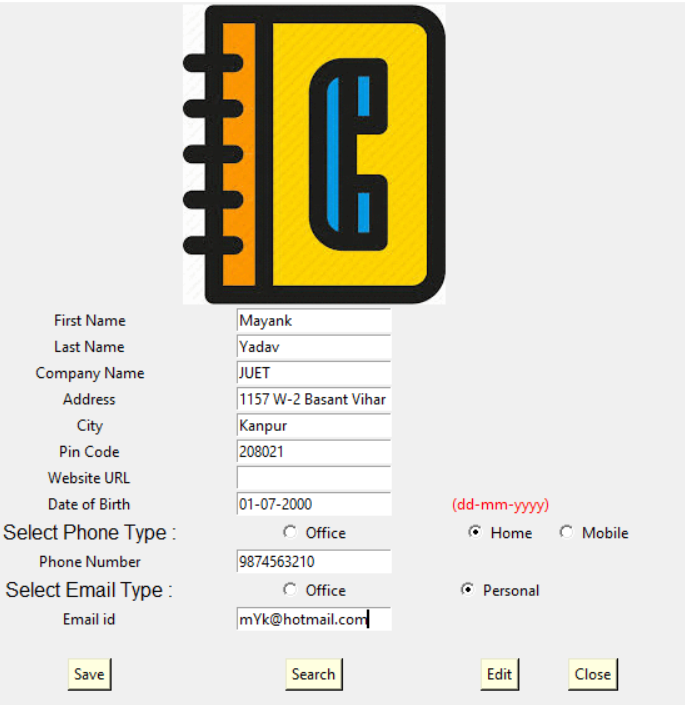 First Name Mayank
Last Name Yadav
Company Name JUET
Address 1157 W-2 Basant Vihar
City Kanpur
Pin Code 208021
Website URL
Date of Birth 01-07-2000 (dd-mm-yyyy)
Select Phone Type : Office Home Mobile
Phone Number 9874563210
Select Email Type : Office Personal
Email id mYk@hotmail.com
Save Search Edit Close